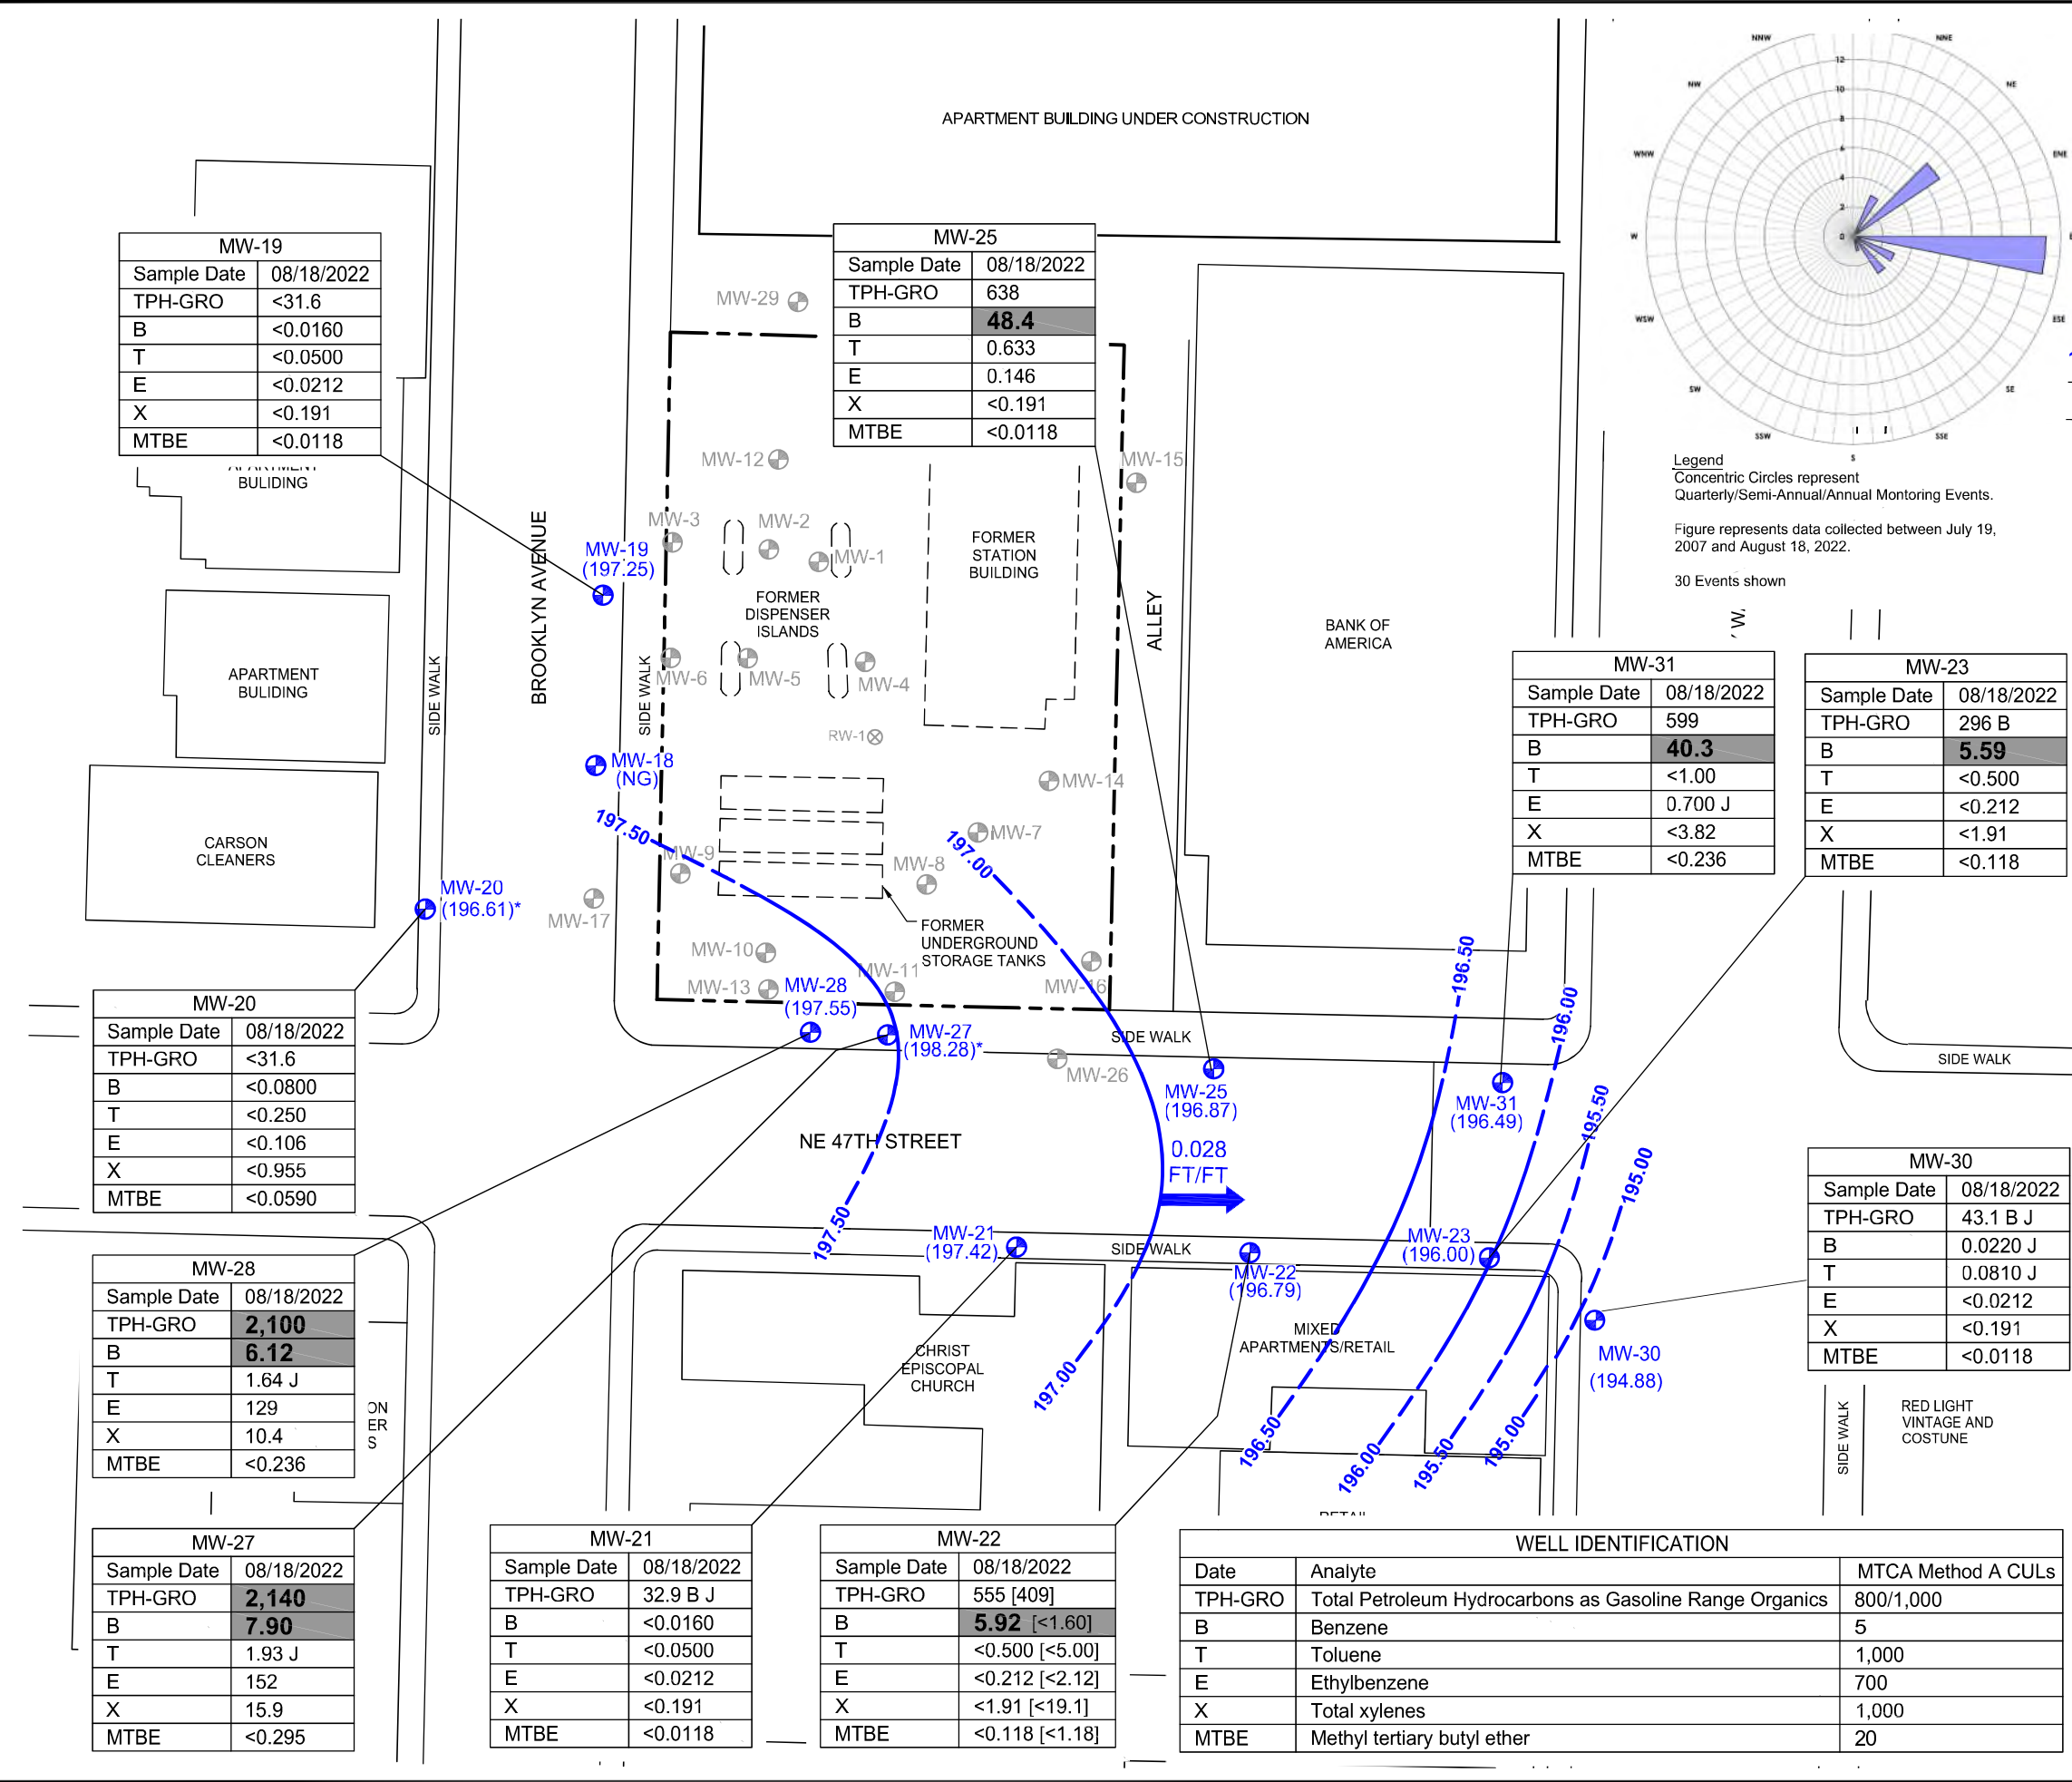 NNW
NNE
NW
NE
WNW
ENE
W
WSW
ESE
SW
SE
SSW
SSE
S
12
10
8
6
4
2
0
Legend
Concentric Circles represent
Quarterly/Semi-Annual/Annual Montoring Events.
Figure represents data collected between July 19,
2007 and August 18, 2022.
30 Events shown
APARTMENT BUILDING UNDER CONSTRUCTION
MW-19
Sample Date 08/18/2022
TPH-GRO <31.6
B <0.0160
T <0.0500
E <0.0212
X <0.191
MTBE <0.0118
MW-25
Sample Date 08/18/2022
TPH-GRO 638
B 48.4
T 0.633
E 0.146
X <0.191
MTBE <0.0118
APARTMENT
BULIDING
APARTMENT
BULIDING
CARSON
CLEANERS
SIDE WALK
BROOKLYN AVENUE
SIDE WALK
MW-29
MW-12
MW-15
MW-3
MW-2
MW-1
MW-19
(197.25)
FORMER
DISPENSER
ISLANDS
FORMER
STATION
BUILDING
ALLEY
BANK OF
AMERICA
MW-6
MW-5
MW-4
RW-1
MW-18
(NG)
MW-14
MW-7
MW-9
MW-8
MW-20
(196.61)*
MW-17
FORMER
UNDERGROUND
STORAGE TANKS
MW-10
MW-11
MW-13
MW-16
MW-28
(197.55)
MW-27
(198.28)*
MW-26
SIDE WALK
MW-25
(196.87)
MW-31
(196.49)
NE 47TH STREET
0.028
FT/FT
MW-21
(197.42)
SIDE WALK
MW-22
(196.79)
MW-23
(196.00)
MW-30
(194.88)
197.50
197.00
196.50
196.00
195.50
195.00
197.50
197.00
196.50
196.00
195.50
195.00
CHRIST
EPISCOPAL
CHURCH
MIXED
APARTMENTS/RETAIL
RETAIL
SIDE WALK
SIDE WALK
RED LIGHT
VINTAGE AND
COSTUNE
W.
ON
ER
S
MW-31
Sample Date 08/18/2022
TPH-GRO 599
B 40.3
T <1.00
E 0.700 J
X <3.82
MTBE <0.236
MW-23
Sample Date 08/18/2022
TPH-GRO 296 B
B 5.59
T <0.500
E <0.212
X <1.91
MTBE <0.118
MW-20
Sample Date 08/18/2022
TPH-GRO <31.6
B <0.0800
T <0.250
E <0.106
X <0.955
MTBE <0.0590
MW-30
Sample Date 08/18/2022
TPH-GRO 43.1 B J
B 0.0220 J
T 0.0810 J
E <0.0212
X <0.191
MTBE <0.0118
MW-28
Sample Date 08/18/2022
TPH-GRO 2,100
B 6.12
T 1.64 J
E 129
X 10.4
MTBE <0.236
MW-27
Sample Date 08/18/2022
TPH-GRO 2,140
B 7.90
T 1.93 J
E 152
X 15.9
MTBE <0.295
MW-21
Sample Date 08/18/2022
TPH-GRO 32.9 B J
B <0.0160
T <0.0500
E <0.0212
X <0.191
MTBE <0.0118
MW-22
Sample Date 08/18/2022
TPH-GRO 555 [409]
B 5.92 [<1.60]
T <0.500 [<5.00]
E <0.212 [<2.12]
X <1.91 [<19.1]
MTBE <0.118 [<1.18]
WELL IDENTIFICATION
Date Analyte MTCA Method A CULs
TPH-GRO Total Petroleum Hydrocarbons as Gasoline Range Organics 800/1,000
B Benzene 5
T Toluene 1,000
E Ethylbenzene 700
X Total xylenes 1,000
MTBE Methyl tertiary butyl ether 20